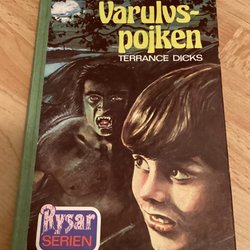 Varulvs-
pojken
TERRANCE DICKS
Rysar
SERIEN